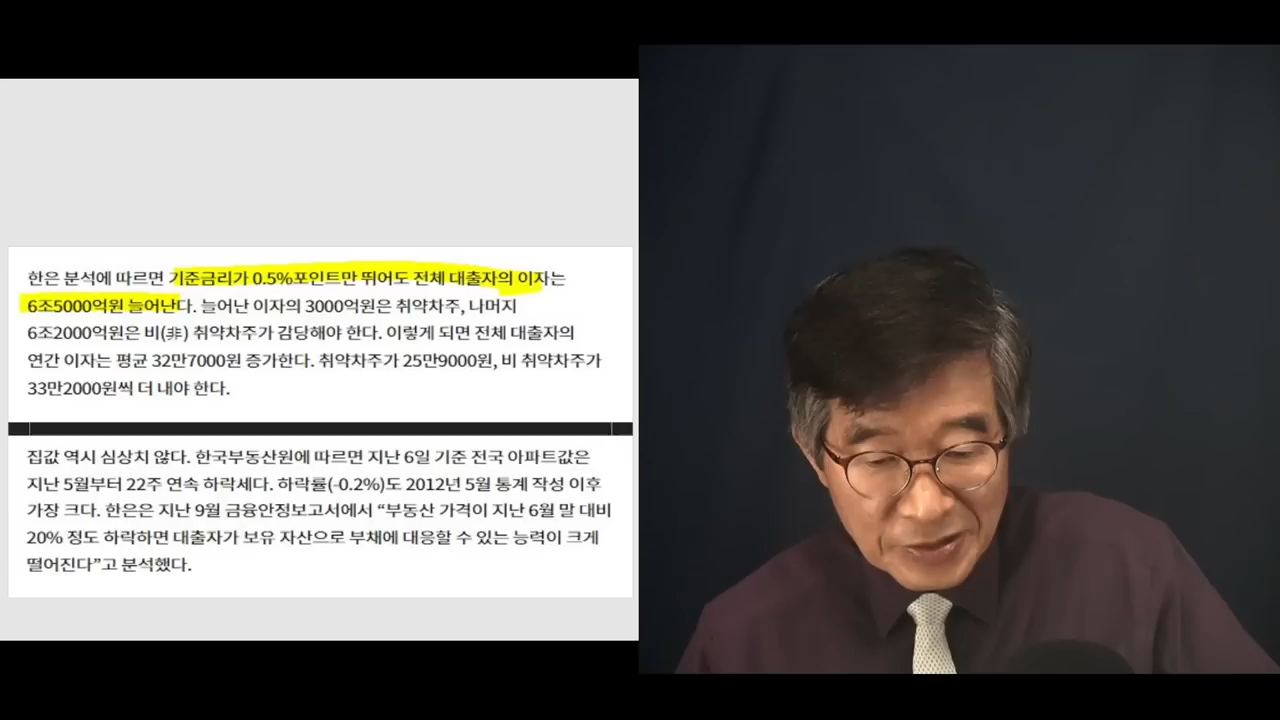 한은 분석에 따르면 기준금리가 0.5%포인트만 뛰어도 전체 대출자의 이자는
6조5000억원 늘어난다. 늘어난 이자의 3000억원은 취약차주, 나머지
6조2000억원은 비(非) 취약차주가 감당해야 한다. 이렇게 되면 전체 대출자의
연간 이자는 평균 32만7000원 증가한다. 취약차주가 25만9000원, 비 취약차주가
33만2000원씩 더 내야 한다.
집값 역시 심상치 않다. 한국부동산원에 따르면 지난 6일 기준 전국 아파트값은
지난 5월부터 22주 연속 하락세다. 하락률(-0.2%)도 2012년 5월 통계 작성 이후
가장 크다. 한은은 지난 9월 금융안정보고서에서 “부동산 가격이 지난 6월 말 대비
20% 정도 하락하면 대출자가 보유 자산으로 부채에 대응할 수 있는 능력이 크게
떨어진다”고 분석했다.